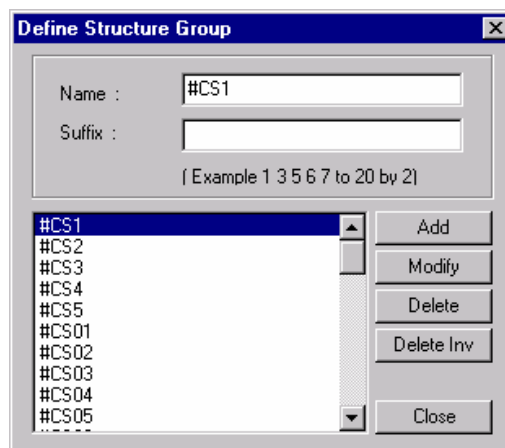 Define Structure Group
Name :
#CS1
Suffix :
( Example 1 3 5 6 7 to 20 by 2)
#CS1
#CS2
#CS3
#CS4
#CS5
#CS01
#CS02
#CS03
#CS04
#CS05
Add
Modify
Delete
Delete Inv
Close